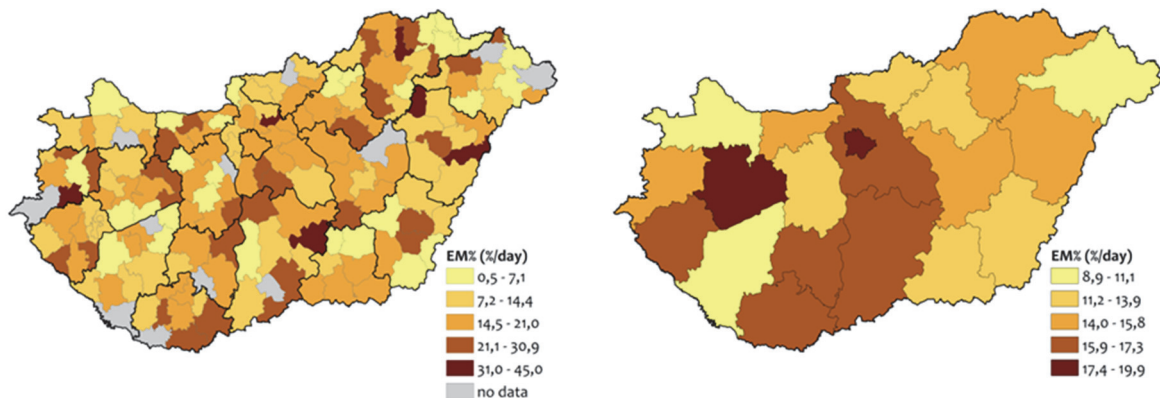 EM% (%/day)
0,5 - 7,1
7,2 - 14,4
14,5 - 21,0
21,1 - 30,9
31,0 - 45,0
no data
EM% (%/day)
8,9 - 11,1
11,2 - 13,9
14,0 - 15,8
15,9 - 17,3
17,4 - 19,9